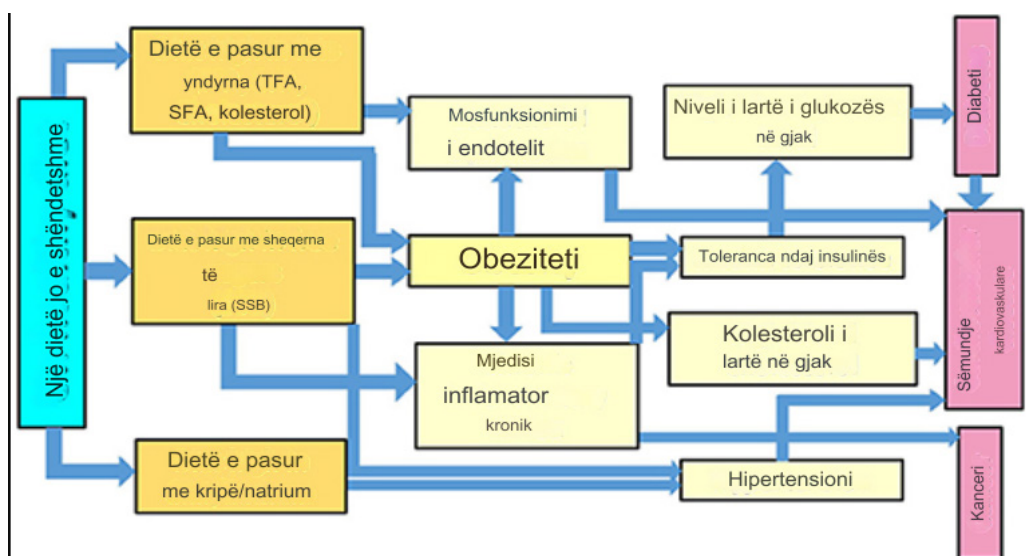 Një dietë jo e shëndetshme
Dietë e pasur me
yndyrna (TFA,
SFA, kolesterol)
Dietë e pasur me sheqerna
të
lira (SSB)
Dietë e pasur
me kripë/natrium
Mosfunksionimi
i endotelit
Obeziteti
Mjedisi
inflamator
kronik
Niveli i lartë i glukozës
në gjak
Toleranca ndaj insulinës
Kolesteroli i
lartë në gjak
Hipertensioni
Diabeti
Sëmundje
kardiovaskulare
Kanceri